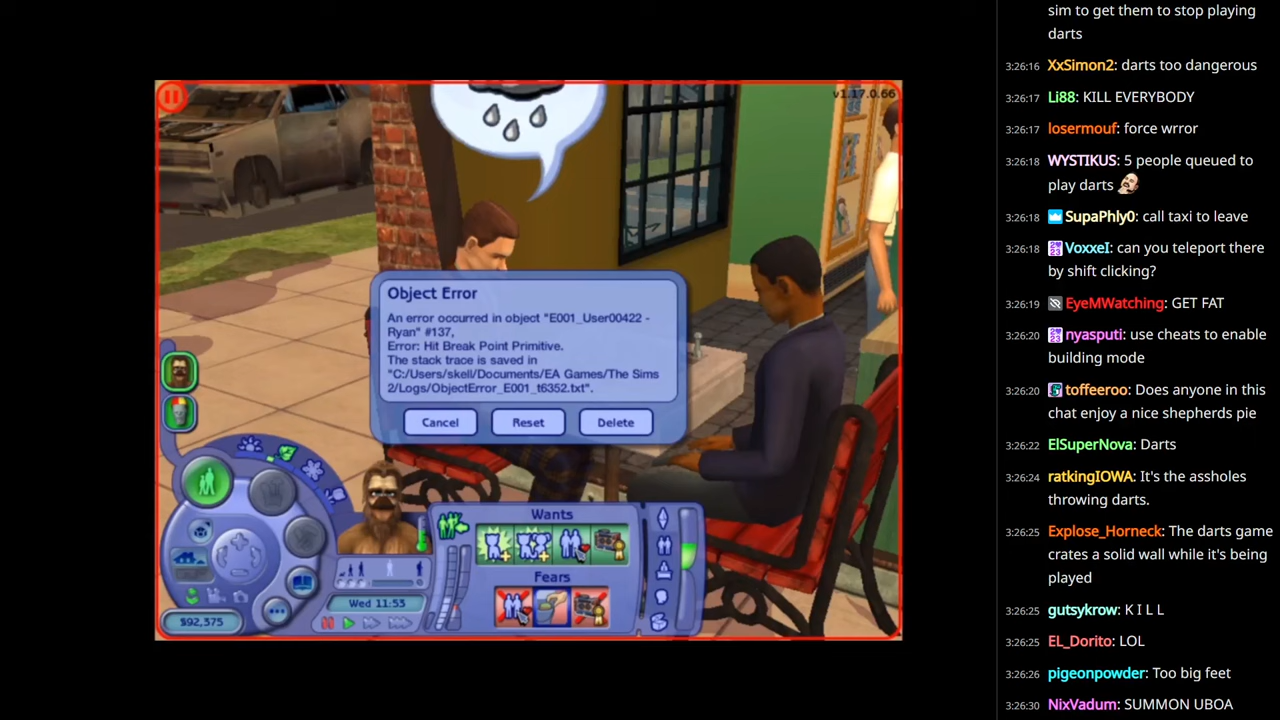 v1.17.0.66
Object Error
An error occurred in object "E001_User00422 -
Ryan" #137,
Error: Hit Break Point Primitive.
The stack trace is saved in
"C:/Users/skell/Documents/EA Games/The Sims
2/Logs/ObjectError_E001_t6352.txt".
Cancel
Reset
Delete
Wants
Fears
Wed 11:53
$92,375
sim to get them to stop playing
darts
3:26:16 XxSimon2: darts too dangerous
3:26:17 Li88: KILL EVERYBODY
3:26:17 losermouf: force wrror
3:26:18 WYSTIKUS: 5 people queued to
play darts
3:26:18 SupaPhly0: call taxi to leave
3:26:18 VoxxeI: can you teleport there
by shift clicking?
3:26:19 EyeMWatching: GET FAT
3:26:20 nyasputi: use cheats to enable
building mode
3:26:20 toffeeroo: Does anyone in this
chat enjoy a nice shepherds pie
3:26:22 ElSuperNova: Darts
3:26:24 ratkingIOWA: It's the assholes
throwing darts.
3:26:25 Explose_Horneck: The darts game
crates a solid wall while it's being
played
3:26:25 gutsykrow: K I L L
3:26:25 EL_Dorito: LOL
3:26:26 pigeonpowder: Too big feet
3:26:30 NixVadum: SUMMON UBOA